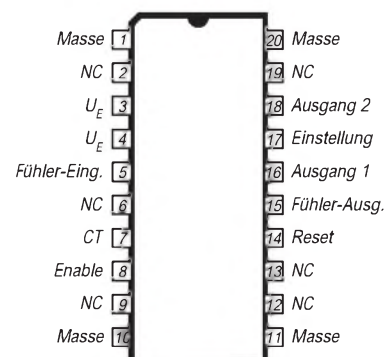 Masse 1 20 Masse
NC 2 19 NC
UE 3 18 Ausgang 2
UE 4 17 Einstellung
Fühler-Eing. 5 16 Ausgang 1
NC 6 15 Fühler-Ausg.
CT 7 14 Reset
Enable 8 13 NC
NC 9 12 NC
Masse 10 11 Masse